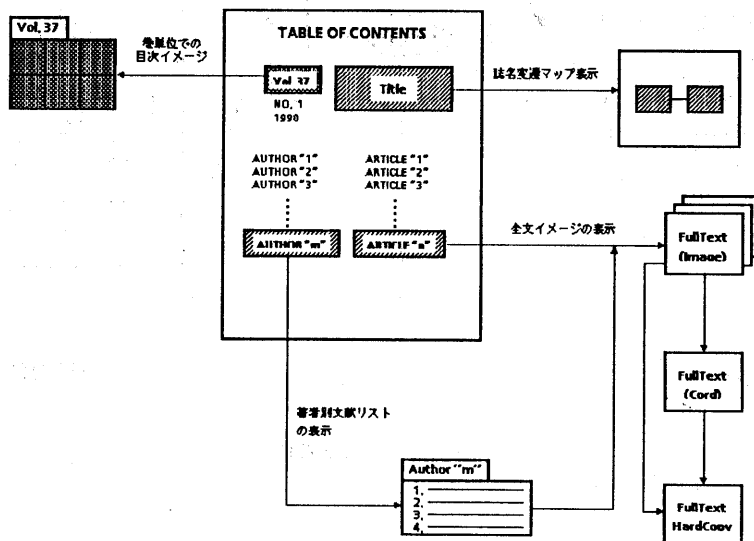 Vol. 37
巻単位での
目次イメージ
TABLE OF CONTENTS
Vol 37
NO. 1
1990
Title
誌名変遷マップ表示
AUTHOR "1"
AUTHOR "2"
AUTHOR "3"
ARTICLE "1"
ARTICLE "2"
ARTICLE "3"
AUTHOR "m"
ARTICLE "n"
全文イメージの表示
FullText
(Image)
FullText
(Cord)
著者別文献リスト
の表示
Author "m"
1.
2.
3.
4.
FullText
HardCopy